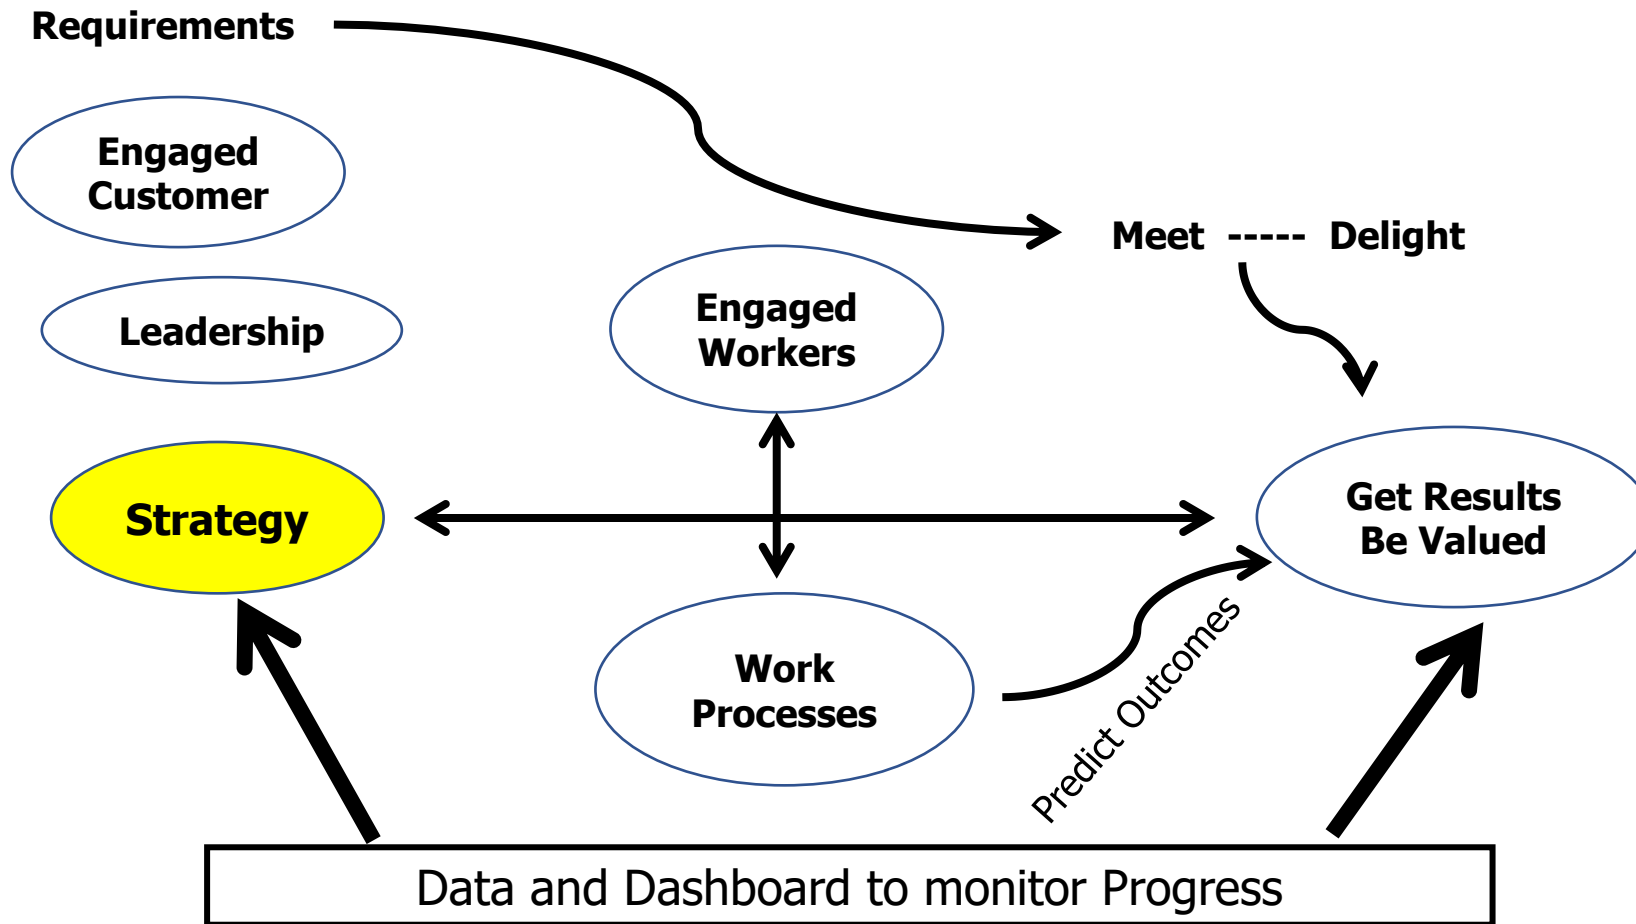 Requirements
Engaged
Customer
Meet ----- Delight
Leadership
Engaged
Workers
Strategy
Get Results
Be Valued
Work
Processes
Predict Outcomes
Data and Dashboard to monitor Progress